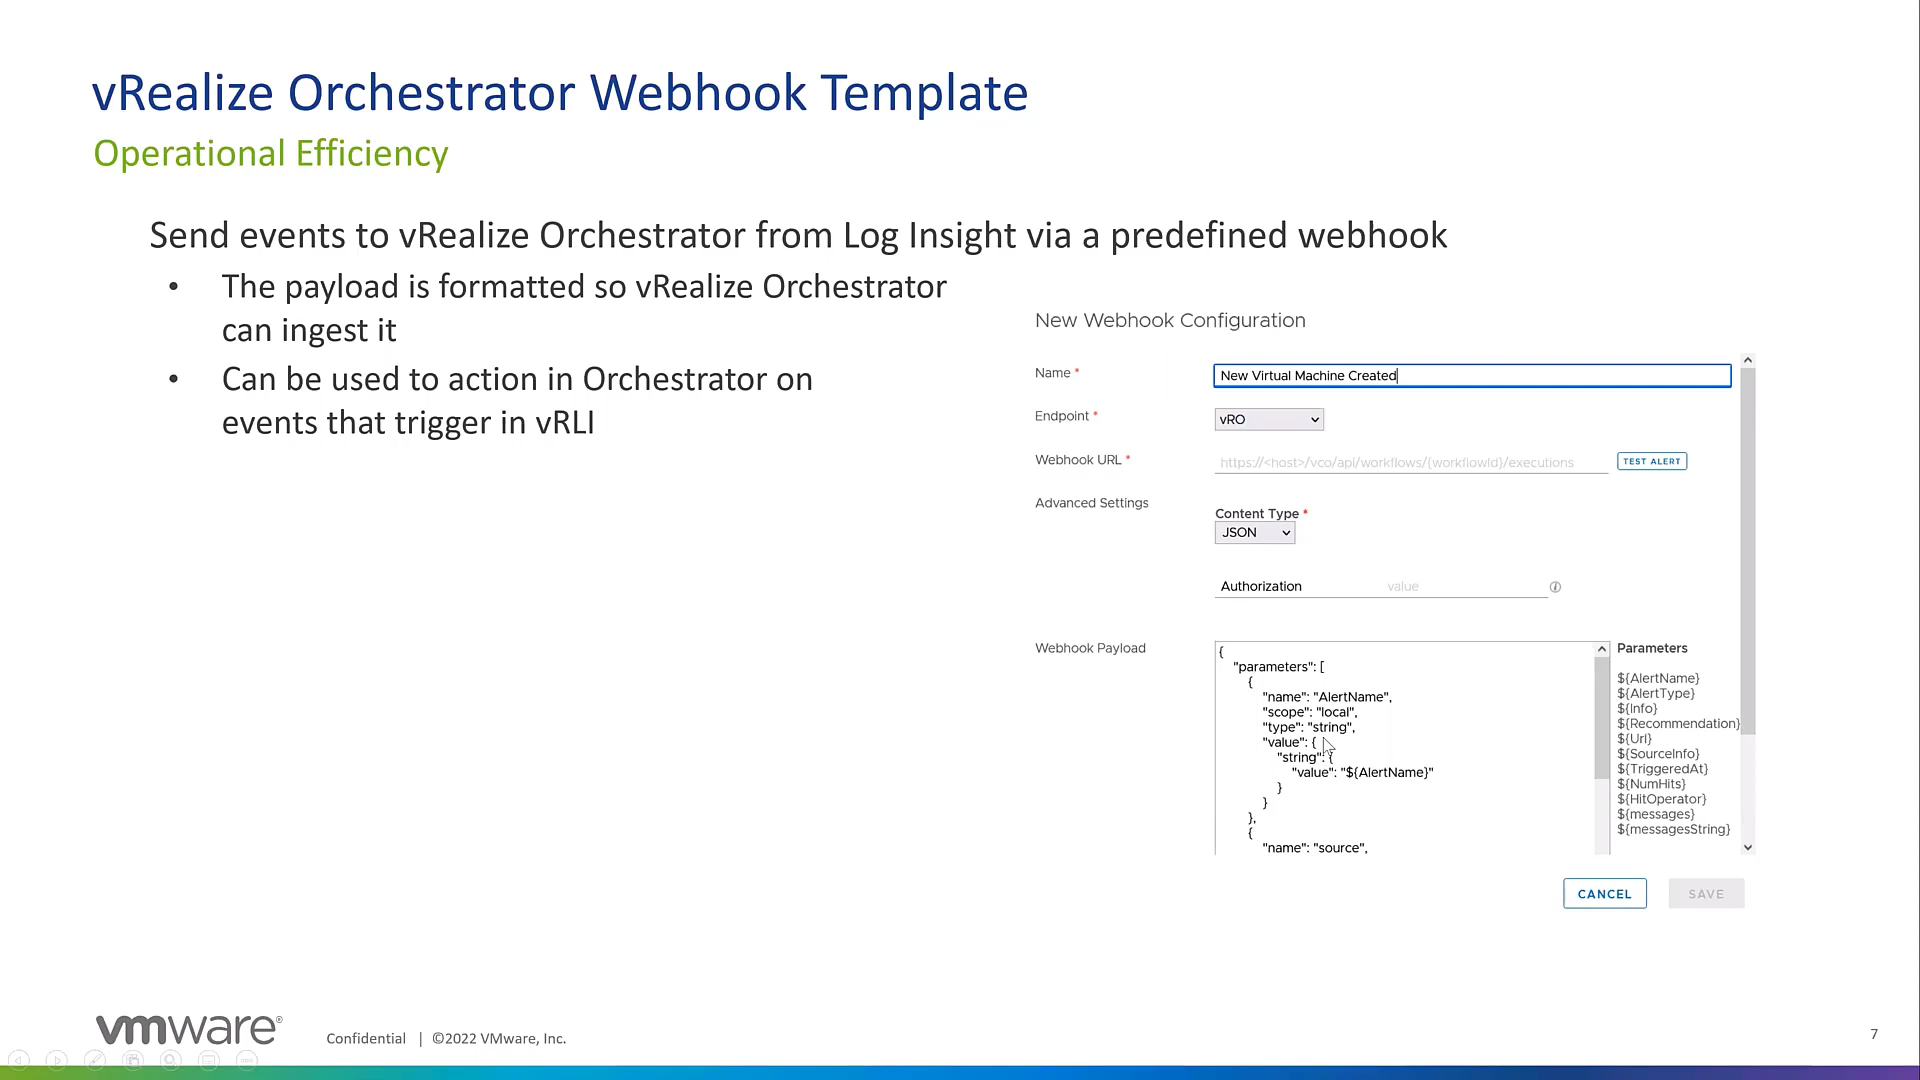 vRealize Orchestrator Webhook Template
Operational Efficiency
Send events to vRealize Orchestrator from Log Insight via a predefined webhook
• The payload is formatted so vRealize Orchestrator
can ingest it
• Can be used to action in Orchestrator on
events that trigger in vRLI
New Webhook Configuration
Name *
New Virtual Machine Created
Endpoint *
vRO
Webhook URL *
https://<host>/vco/api/workflows/{workflowId}/executions
TEST ALERT
Advanced Settings
Content Type *
JSON
Authorization value
Webhook Payload
{
"parameters": [
{
"name": "AlertName",
"scope": "local",
"type": "string",
"value": {
"string": {
"value": "${AlertName}"
}
}
},
{
"name": "source",
Parameters
${AlertName}
${AlertType}
${Info}
${Recommendation}
${Url}
${SourceInfo}
${TriggeredAt}
${NumHits}
${HitOperator}
${messages}
${messagesString}
CANCEL
SAVE
vmware®
Confidential | ©2022 VMware, Inc.
7